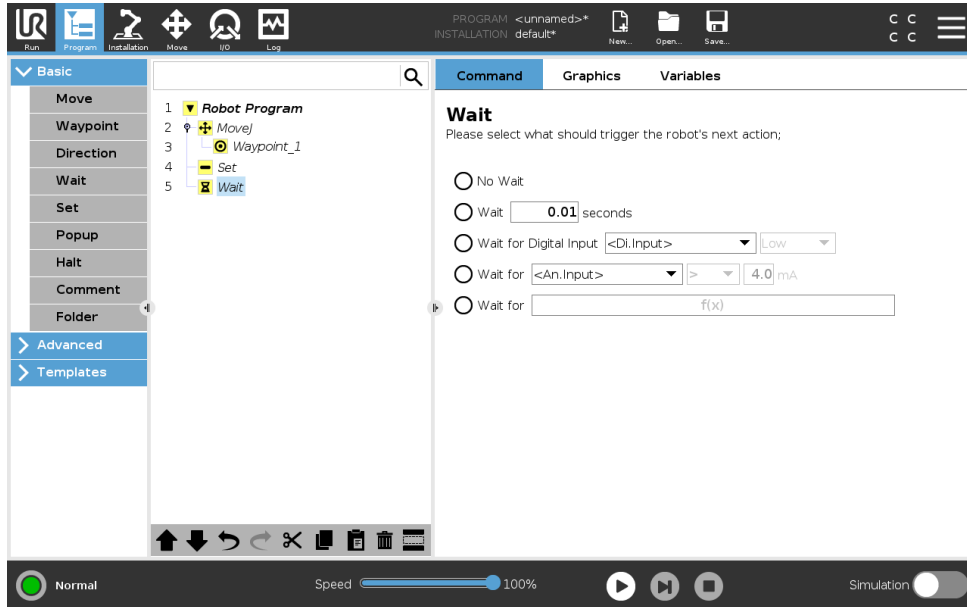 PROGRAM <unnamed>*
INSTALLATION default*
C C
C C
Run Program Installation Move I/O Log New... Open... Save...
Basic
Move
Waypoint
Direction
Wait
Set
Popup
Halt
Comment
Folder
Advanced
Templates
1 Robot Program
2 MoveJ
3 Waypoint_1
4 Set
5 Wait
Command Graphics Variables
Wait
Please select what should trigger the robot's next action;
No Wait
Wait 0.01 seconds
Wait for Digital Input <Di.Input> Low
Wait for <An.Input> > 4.0 mA
Wait for f(x)
Normal Speed 100% Simulation